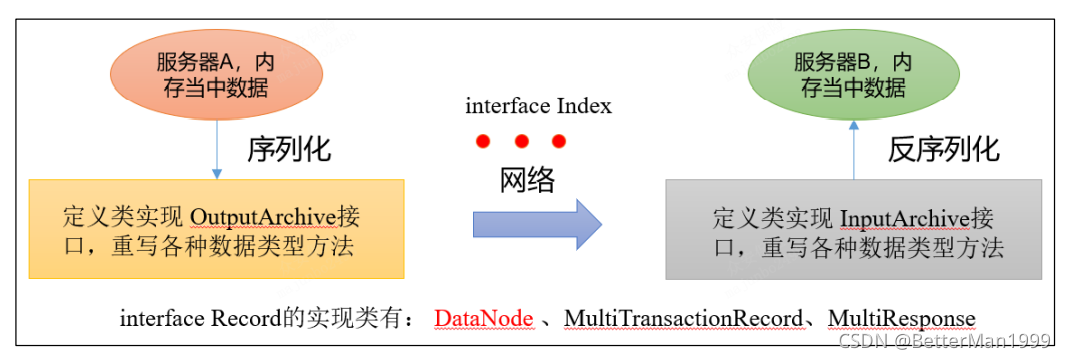 服务器A，内
存当中数据
服务器B，内
存当中数据
interface Index
序列化
网络
反序列化
定义类实现 OutputArchive接
口，重写各种数据类型方法
定义类实现 InputArchive接
口，重写各种数据类型方法
interface Record的实现类有： DataNode 、MultiTransactionRecord、MultiResponse
CSDN @BetterMan1999